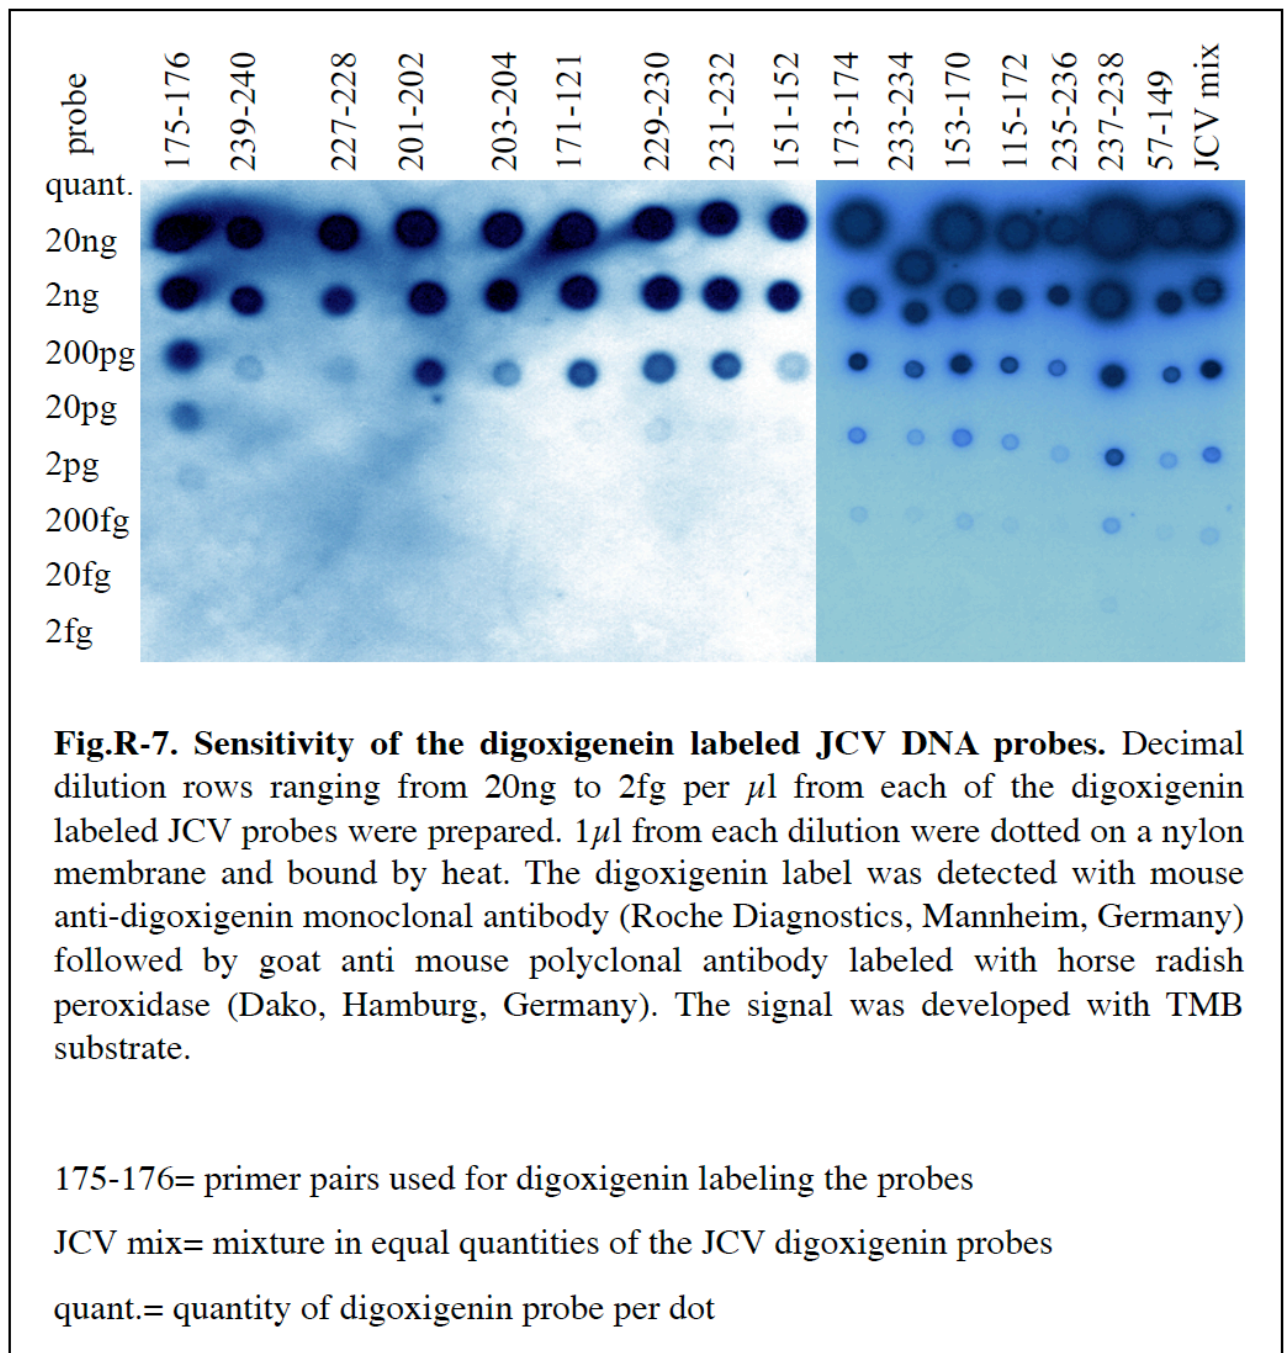 probe
175-176
239-240
227-228
201-202
203-204
171-121
229-230
231-232
151-152
173-174
233-234
153-170
115-172
235-236
237-238
57-149
JCV mix
quant.
20ng
2ng
200pg
20pg
2pg
200fg
20fg
2fg
Fig.R-7. Sensitivity of the digoxigenein labeled JCV DNA probes. Decimal
dilution rows ranging from 20ng to 2fg per µl from each of the digoxigenin
labeled JCV probes were prepared. 1µl from each dilution were dotted on a nylon
membrane and bound by heat. The digoxigenin label was detected with mouse
anti-digoxigenin monoclonal antibody (Roche Diagnostics, Mannheim, Germany)
followed by goat anti mouse polyclonal antibody labeled with horse radish
peroxidase (Dako, Hamburg, Germany). The signal was developed with TMB
substrate.
175-176= primer pairs used for digoxigenin labeling the probes
JCV mix= mixture in equal quantities of the JCV digoxigenin probes
quant.= quantity of digoxigenin probe per dot